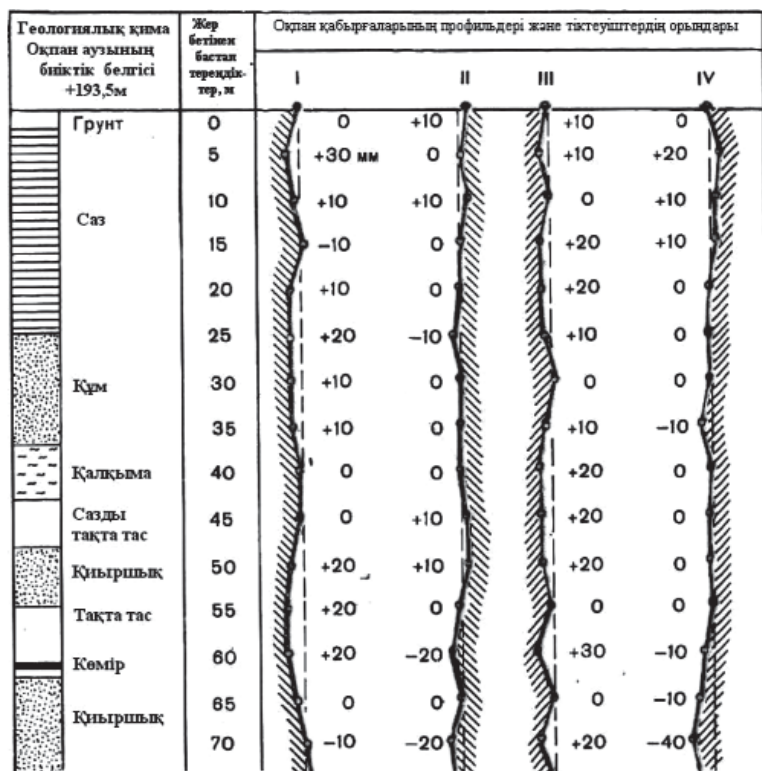 Геологиялық қима
Оқпан аузының
биіктік белгісі
+193,5м
Жер
бетінен
бастап
тереңдік-
тер, м
Оқпан қабырғаларының профильдері және тіктеуіштердің орындары
I II III IV
Грунт 0 0 +10 +10 0
5 +30 мм 0 +10 +20
10 +10 +10 0 +10
Саз
15 -10 0 +20 +10
20 +10 0 +20 0
25 +20 -10 +10 0
Құм 30 +10 0 0 0
35 +10 0 +10 -10
Қалқыма 40 0 0 +20 0
Сазды 45 0 +10 +20 0
тақта тас
Қиыршық 50 +20 +10 +20 0
Тақта тас 55 +20 0 0 0
Көмір 60 +20 -20 +30 -10
65 0 0 0 -10
Қиыршық
70 -10 -20 +20 -40